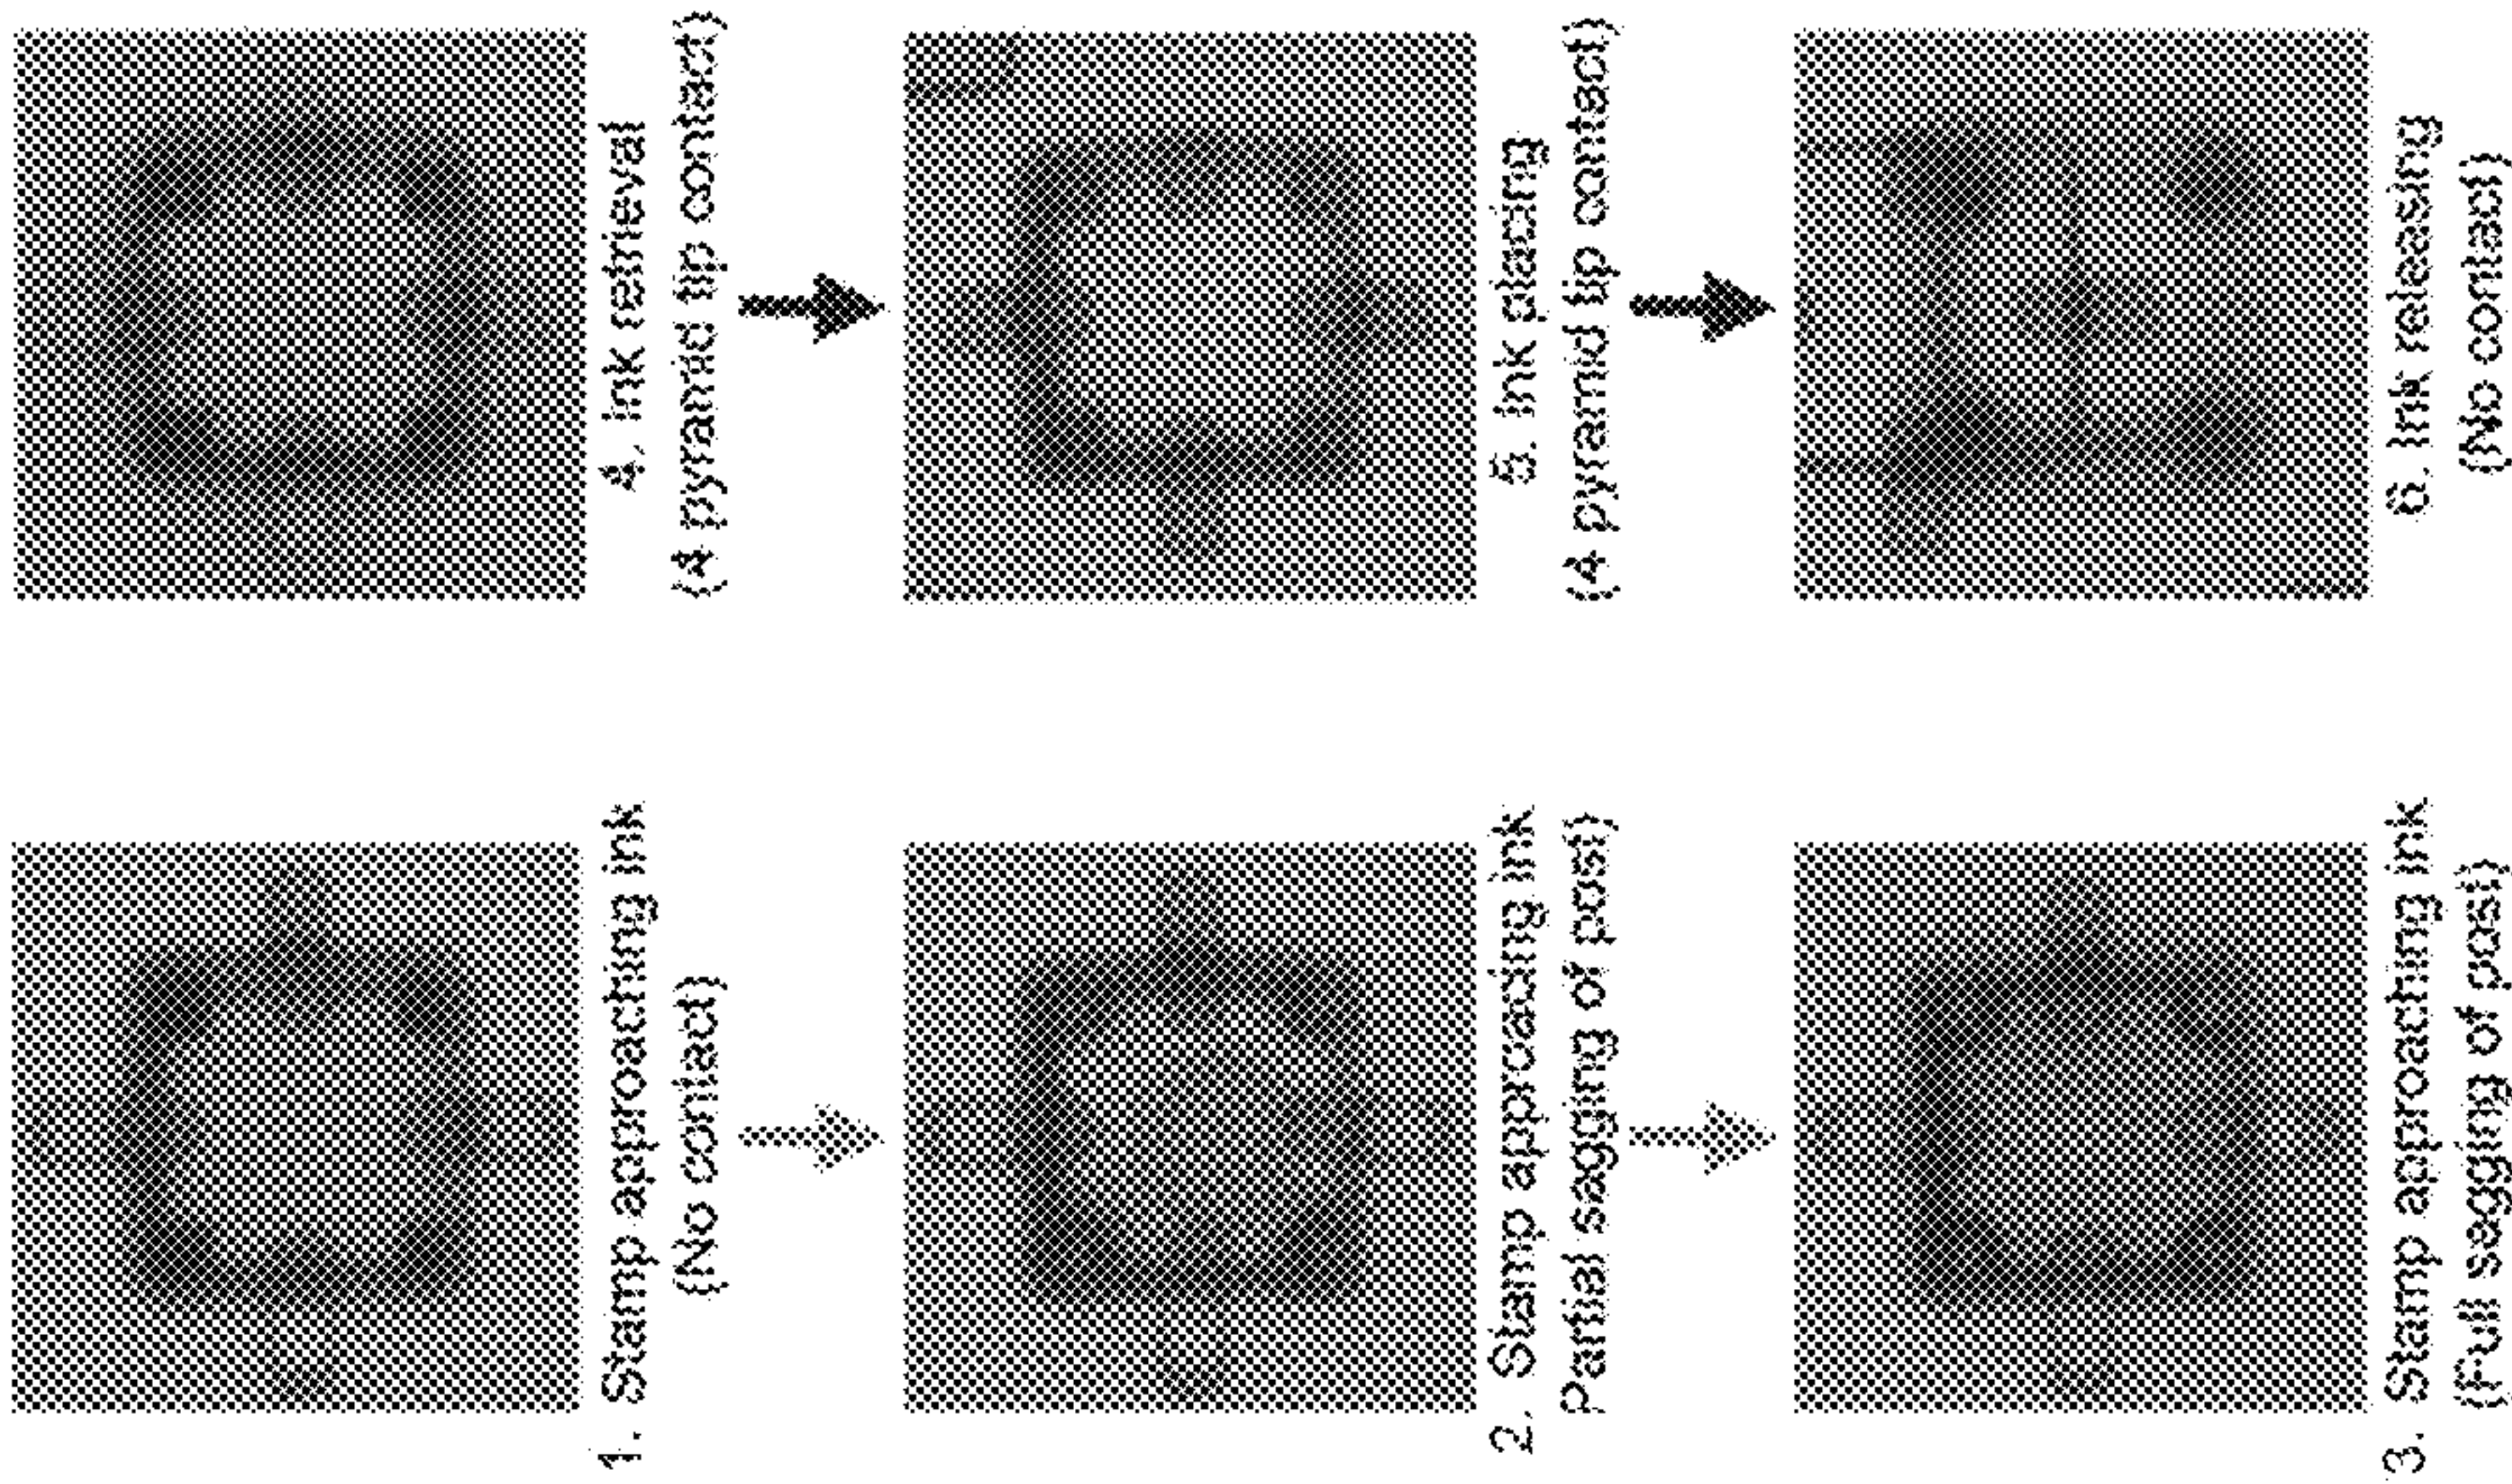 1. Stamp approaching ink
(No contact)
2. Stamp approacing ink
Partial sagging of post)
3. Stamp approaching ink
(Full sagging of post)
4. Ink retrieval
(4 pyramid tip contact)
5. Ink placing
(4 pyramid tip contact)
6. Ink releasing
(No contact)